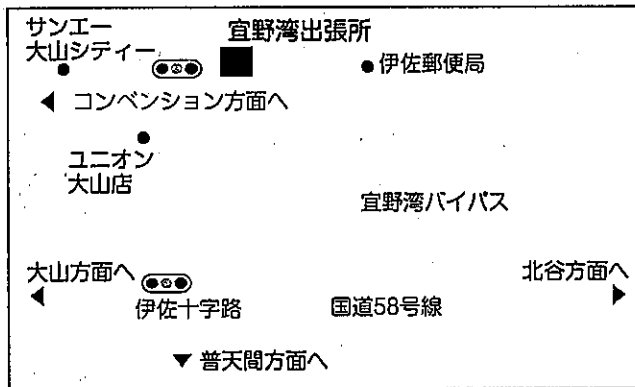 サンエー
大山シティー
宜野湾出張所
伊佐郵便局
コンベンション方面へ
ユニオン
大山店
宜野湾バイパス
大山方面へ
北谷方面へ
伊佐十字路
国道58号線
普天間方面へ